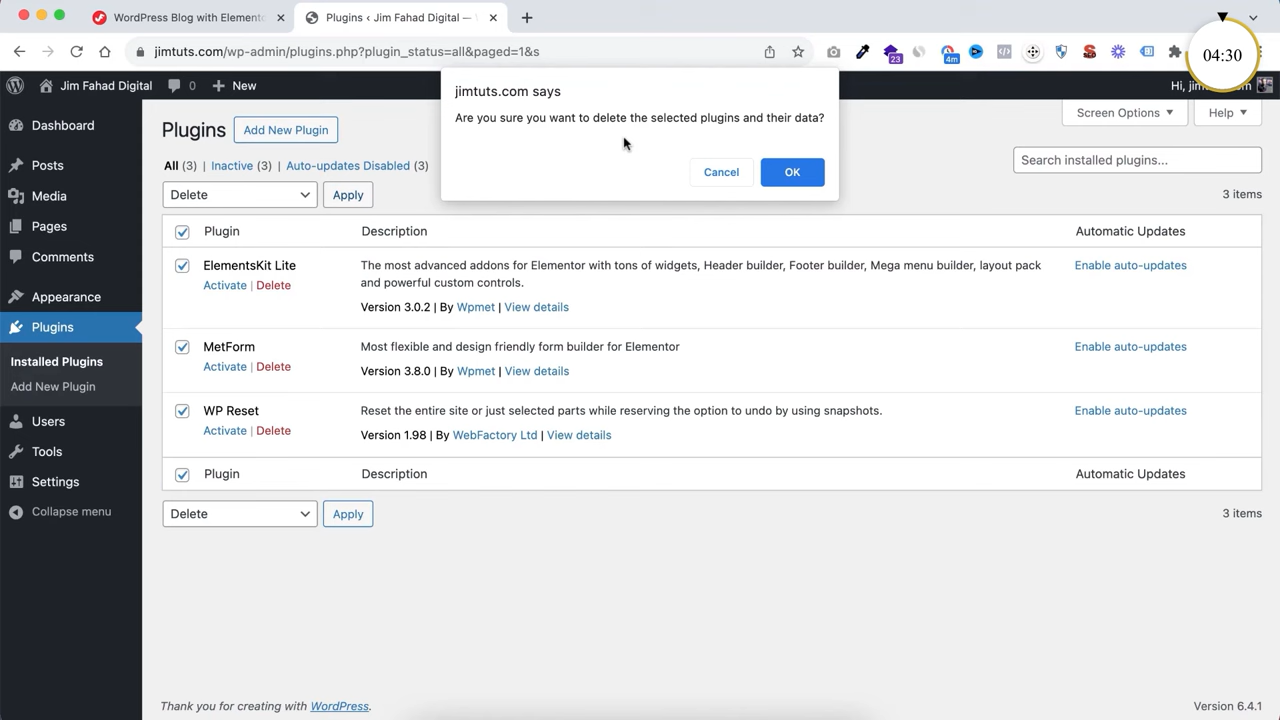 WordPress Blog with Element
Plugins ‹ Jim Fahad Digital —
jimtuts.com/wp-admin/plugins.php?plugin_status=all&paged=1&s
23
4m
04:30
Jim Fahad Digital
0
New
Hi,
jimtuts.com says
Are you sure you want to delete the selected plugins and their data?
Cancel
OK
Dashboard
Posts
Media
Pages
Comments
Appearance
Plugins
Installed Plugins
Add New Plugin
Users
Tools
Settings
Collapse menu
Plugins
Add New Plugin
Screen Options
Help
All (3) | Inactive (3) | Auto-updates Disabled (3)
Search installed plugins...
Delete
Apply
3 items
Plugin Description Automatic Updates
ElementsKit Lite
Activate | Delete
The most advanced addons for Elementor with tons of widgets, Header builder, Footer builder, Mega menu builder, layout pack
and powerful custom controls.
Version 3.0.2 | By Wpmet | View details
Enable auto-updates
MetForm
Activate | Delete
Most flexible and design friendly form builder for Elementor
Version 3.8.0 | By Wpmet | View details
Enable auto-updates
WP Reset
Activate | Delete
Reset the entire site or just selected parts while reserving the option to undo by using snapshots.
Version 1.98 | By WebFactory Ltd | View details
Enable auto-updates
Plugin Description Automatic Updates
Delete
Apply
3 items
Thank you for creating with WordPress.
Version 6.4.1